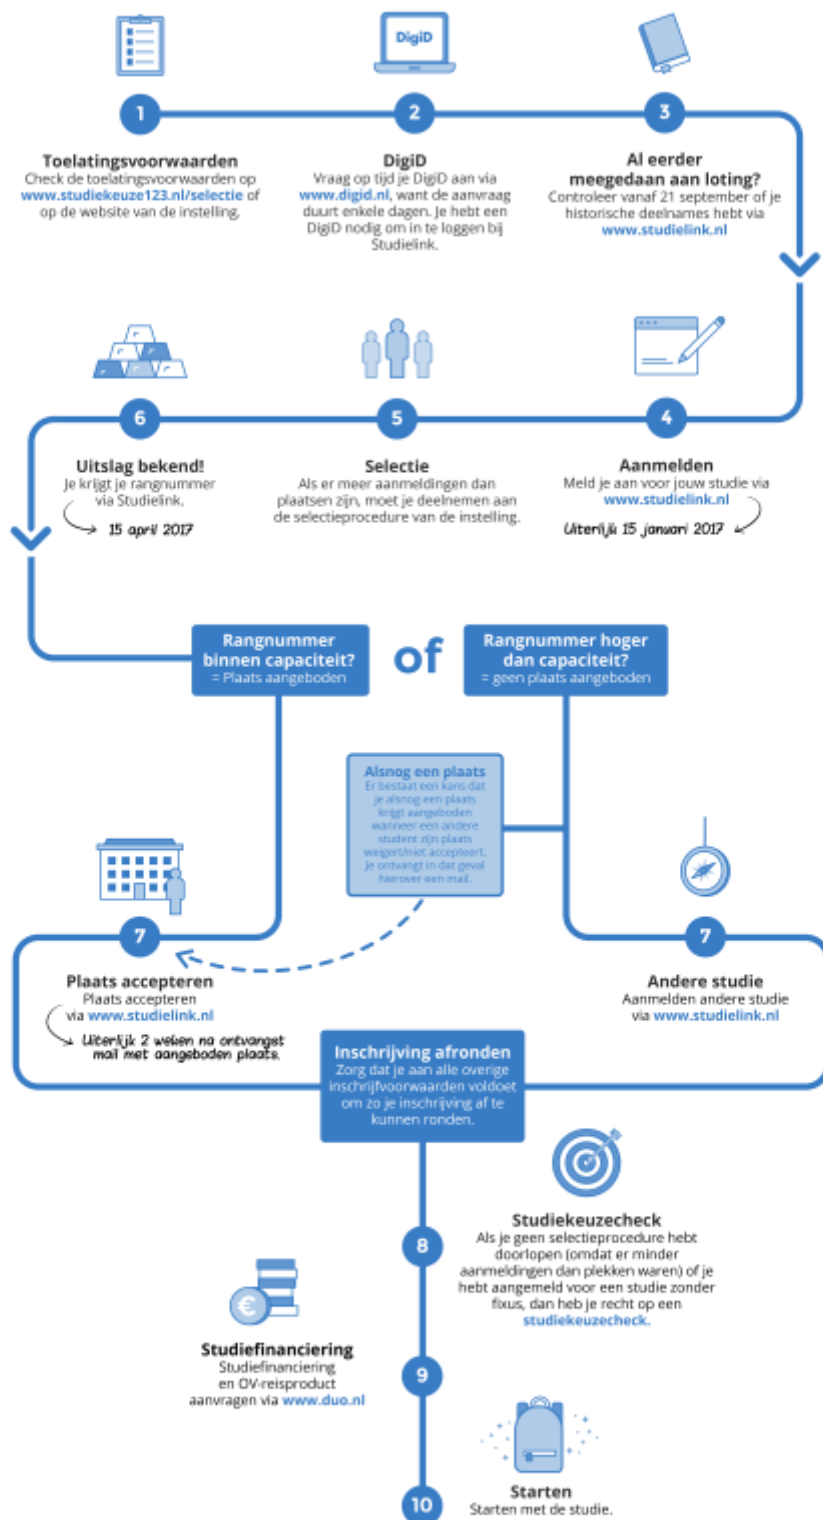 DigiD
1
2
3
Toelatingsvoorwaarden
Check de toelatingsvoorwaarden op
www.studiekeuze123.nl/selectie of
op de website van de instelling.
DigiD
Vraag op tijd je DigiD aan via
www.digid.nl, want de aanvraag
duurt enkele dagen. Je hebt een
DigiD nodig om in te loggen bij
Studielink.
Al eerder
meegedaan aan loting?
Controleer vanaf 21 september of je
historische deelnames hebt via
www.studielink.nl
6
5
4
Uitslag bekend!
Je krijgt je rangnummer
via Studielink.
15 april 2017
Selectie
Als er meer aanmeldingen dan
plaatsen zijn, moet je deelnemen aan
de selectieprocedure van de instelling.
Aanmelden
Meld je aan voor jouw studie via
www.studielink.nl
Uiterlijk 15 januari 2017
Rangnummer
binnen capaciteit?
= Plaats aangeboden
of
Rangnummer hoger
dan capaciteit?
= geen plaats aangeboden
Alsnog een plaats
Er bestaat een kans dat
je alsnog een plaats
krijgt aangeboden
wanneer een andere
student zijn plaats
weigert/niet accepteert.
Je ontvangt in dat geval
hierover een mail.
7
Plaats accepteren
Plaats accepteren
via www.studielink.nl
Uiterlijk 2 weken na ontvangst
mail met aangeboden plaats.
7
Andere studie
Aanmelden andere studie
via www.studielink.nl
Inschrijving afronden
Zorg dat je aan alle overige
inschrijfvoorwaarden voldoet
om zo je inschrijving af te
kunnen ronden.
8
Studiekeuzecheck
Als je geen selectieprocedure hebt
doorlopen (omdat er minder
aanmeldingen dan plekken waren) of je
hebt aangemeld voor een studie zonder
fixus, dan heb je recht op een
studiekeuzecheck.
€
Studiefinanciering
Studiefinanciering
en OV-reisproduct
aanvragen via www.duo.nl
9
Starten
Starten met de studie.
10